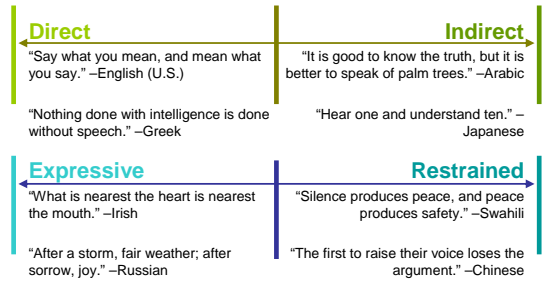 Direct
“Say what you mean, and mean what
you say.” –English (U.S.)
“Nothing done with intelligence is done
without speech.” –Greek
Indirect
“It is good to know the truth, but it is
better to speak of palm trees.” –Arabic
“Hear one and understand ten.” –
Japanese
Expressive
“What is nearest the heart is nearest
the mouth.” –Irish
“After a storm, fair weather; after
sorrow, joy.” –Russian
Restrained
“Silence produces peace, and peace
produces safety.” –Swahili
“The first to raise their voice loses the
argument.” –Chinese